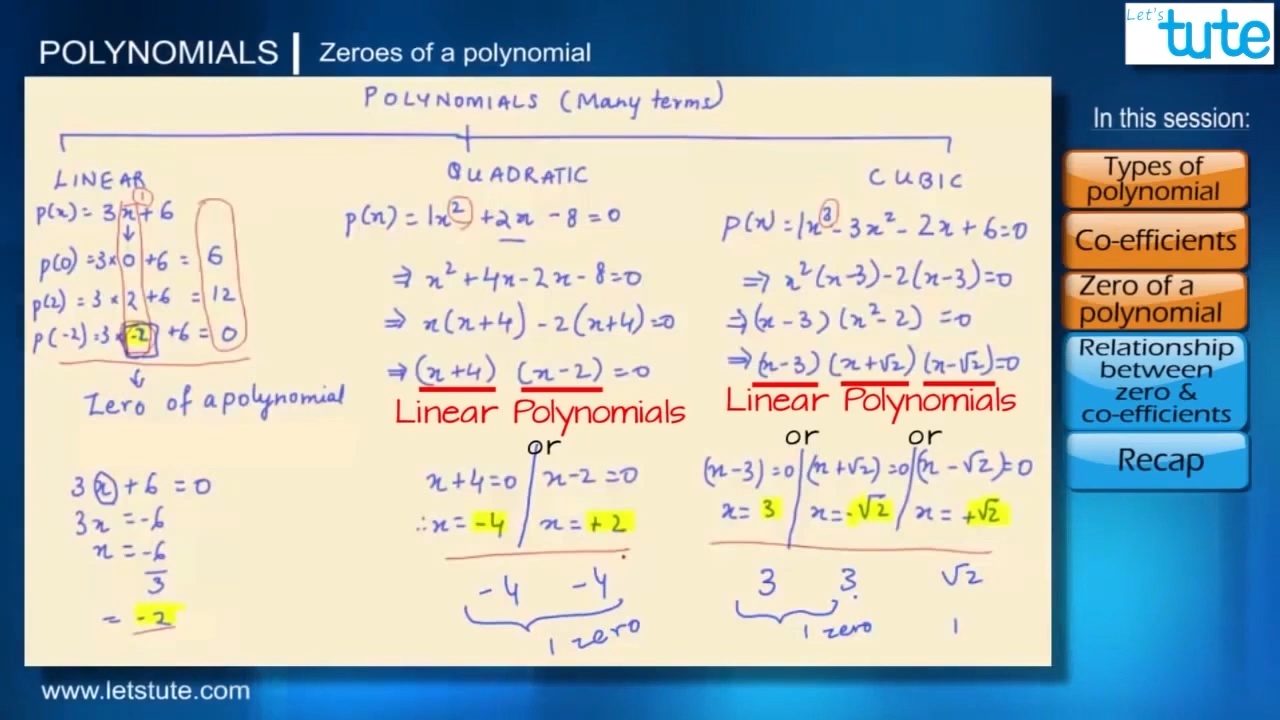 Let's
tute
POLYNOMIALS | Zeroes of a polynomial
POLYNOMIALS (Many terms)
LINEAR
p(x) = 3x¹ + 6
p(0) = 3 × 0 + 6 = 6
p(2) = 3 × 2 + 6 = 12
p(-2) = 3 × -2 + 6 = 0
Zero of a polynomial
3x + 6 = 0
3x = -6
x = -6
3
= -2
QUADRATIC
p(x) = 1x² + 2x - 8 = 0
⇒ x² + 4x - 2x - 8 = 0
⇒ x(x+4) - 2(x+4) = 0
⇒ (x+4) (x-2) = 0
Linear Polynomials
or
x+4=0 / x-2=0
∴ x = -4 x = +2
-4 -4
1 zero
CUBIC
P(x) = 1x³ - 3x² - 2x + 6 = 0
⇒ x²(x-3) - 2(x-3) = 0
⇒ (x-3) (x²-2) = 0
⇒ (x-3) (x+√2) (x-√2) = 0
Linear Polynomials
or or
(x-3)=0 / (x+√2)=0 / (x-√2)=0
x = 3 x = -√2 x = +√2
3 3 √2
1 zero 1
In this session:
Types of
polynomial
Co-efficients
Zero of a
polynomial
Relationship
between
zero &
co-efficients
Recap
www.letstute.com